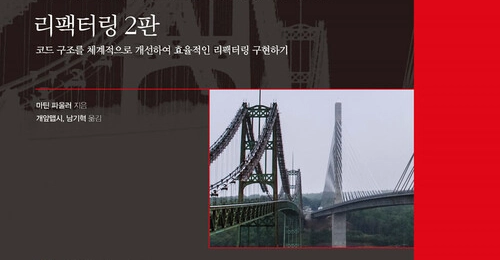 리팩터링 2판
코드 구조를 체계적으로 개선하여 효율적인 리팩터링 구현하기
마틴 파울러 지음
개앞맵시, 남기혁 옮김